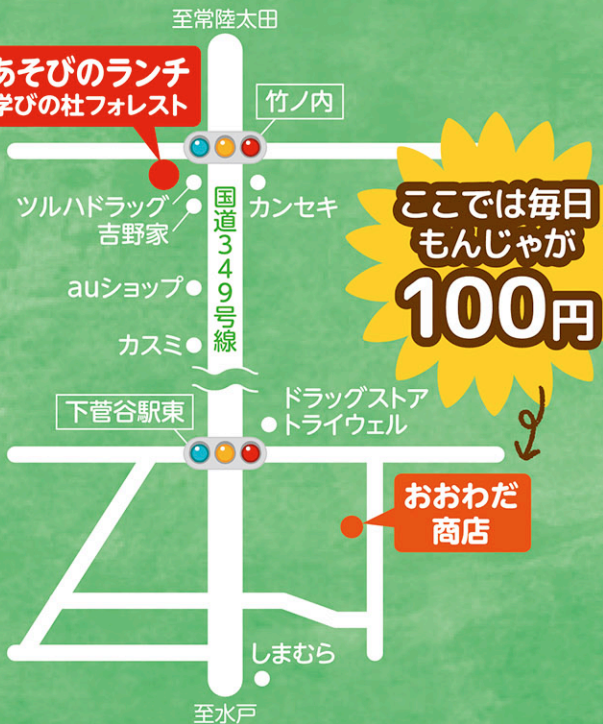 至常陸太田
あそびのランチ
学びの杜フォレスト
竹ノ内
ツルハドラッグ
吉野家
カンセキ
国道349号線
auショップ
カスミ
ここでは毎日
もんじゃが
100円
下菅谷駅東
ドラッグストア
トライウェル
おおわだ
商店
しまむら
至水戸